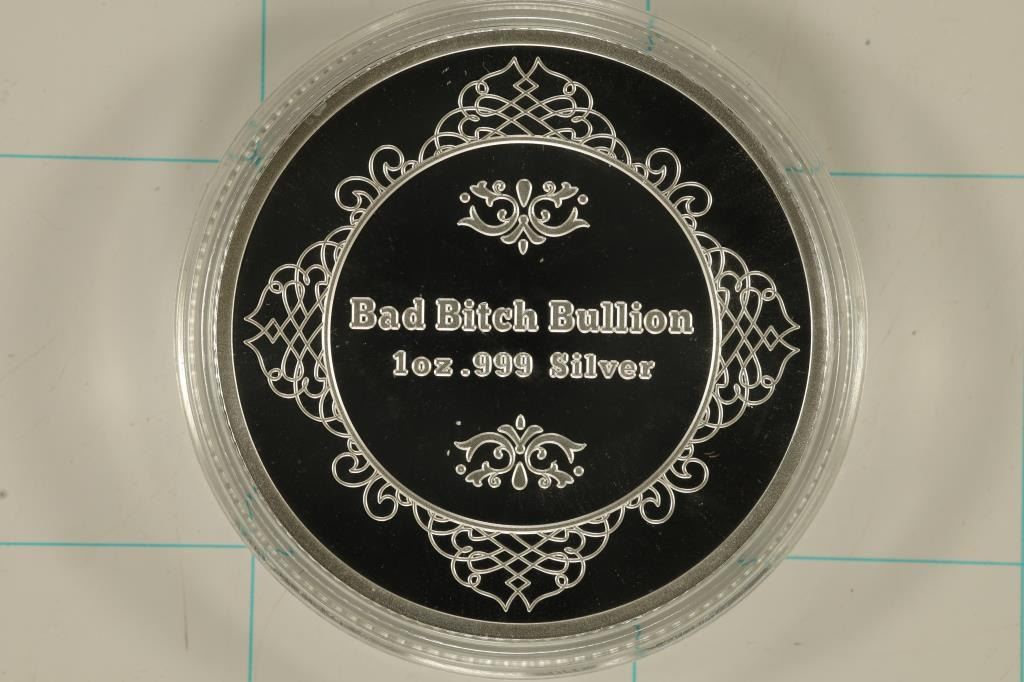 Bad Bitch Bullion
1oz .999 Silver